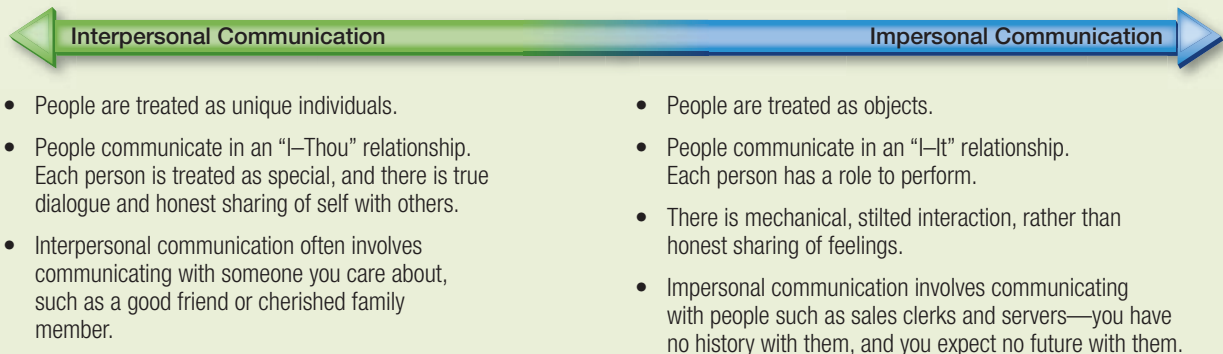 Interpersonal Communication
Impersonal Communication
• People are treated as unique individuals.
• People communicate in an “I–Thou” relationship.
Each person is treated as special, and there is true
dialogue and honest sharing of self with others.
• Interpersonal communication often involves
communicating with someone you care about,
such as a good friend or cherished family
member.
• People are treated as objects.
• People communicate in an “I–It” relationship.
Each person has a role to perform.
• There is mechanical, stilted interaction, rather than
honest sharing of feelings.
• Impersonal communication involves communicating
with people such as sales clerks and servers—you have
no history with them, and you expect no future with them.